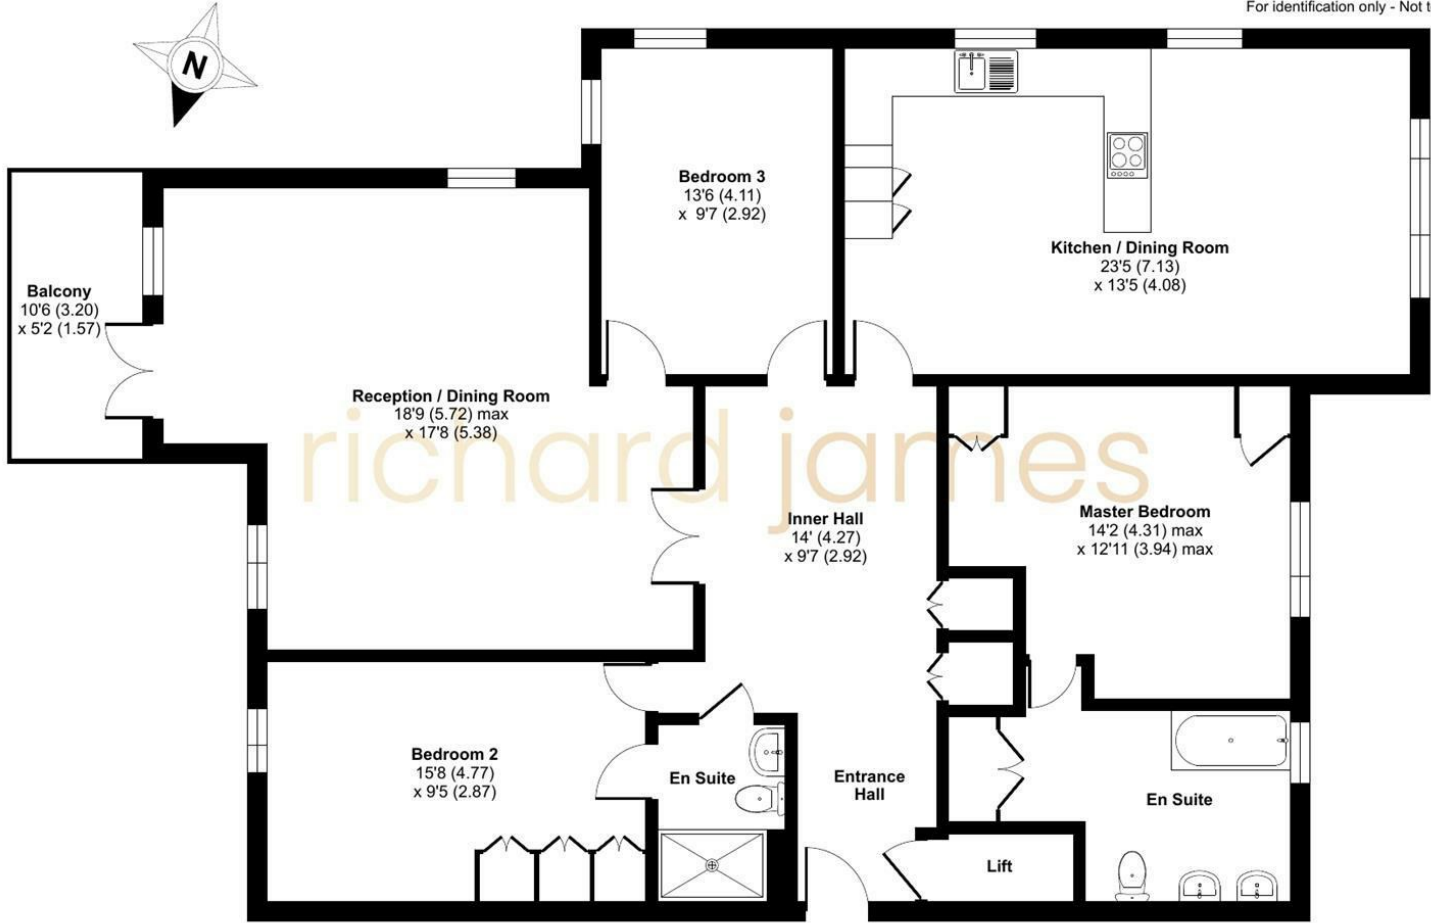 For identification only - Not t
N
Bedroom 3
13'6 (4.11)
x 9'7 (2.92)
Kitchen / Dining Room
23'5 (7.13)
x 13'5 (4.08)
Balcony
10'6 (3.20)
x 5'2 (1.57)
Reception / Dining Room
18'9 (5.72) max
x 17'8 (5.38)
richard james
Inner Hall
14' (4.27)
x 9'7 (2.92)
Master Bedroom
14'2 (4.31) max
x 12'11 (3.94) max
Bedroom 2
15'8 (4.77)
x 9'5 (2.87)
En Suite
Entrance
Hall
En Suite
Lift